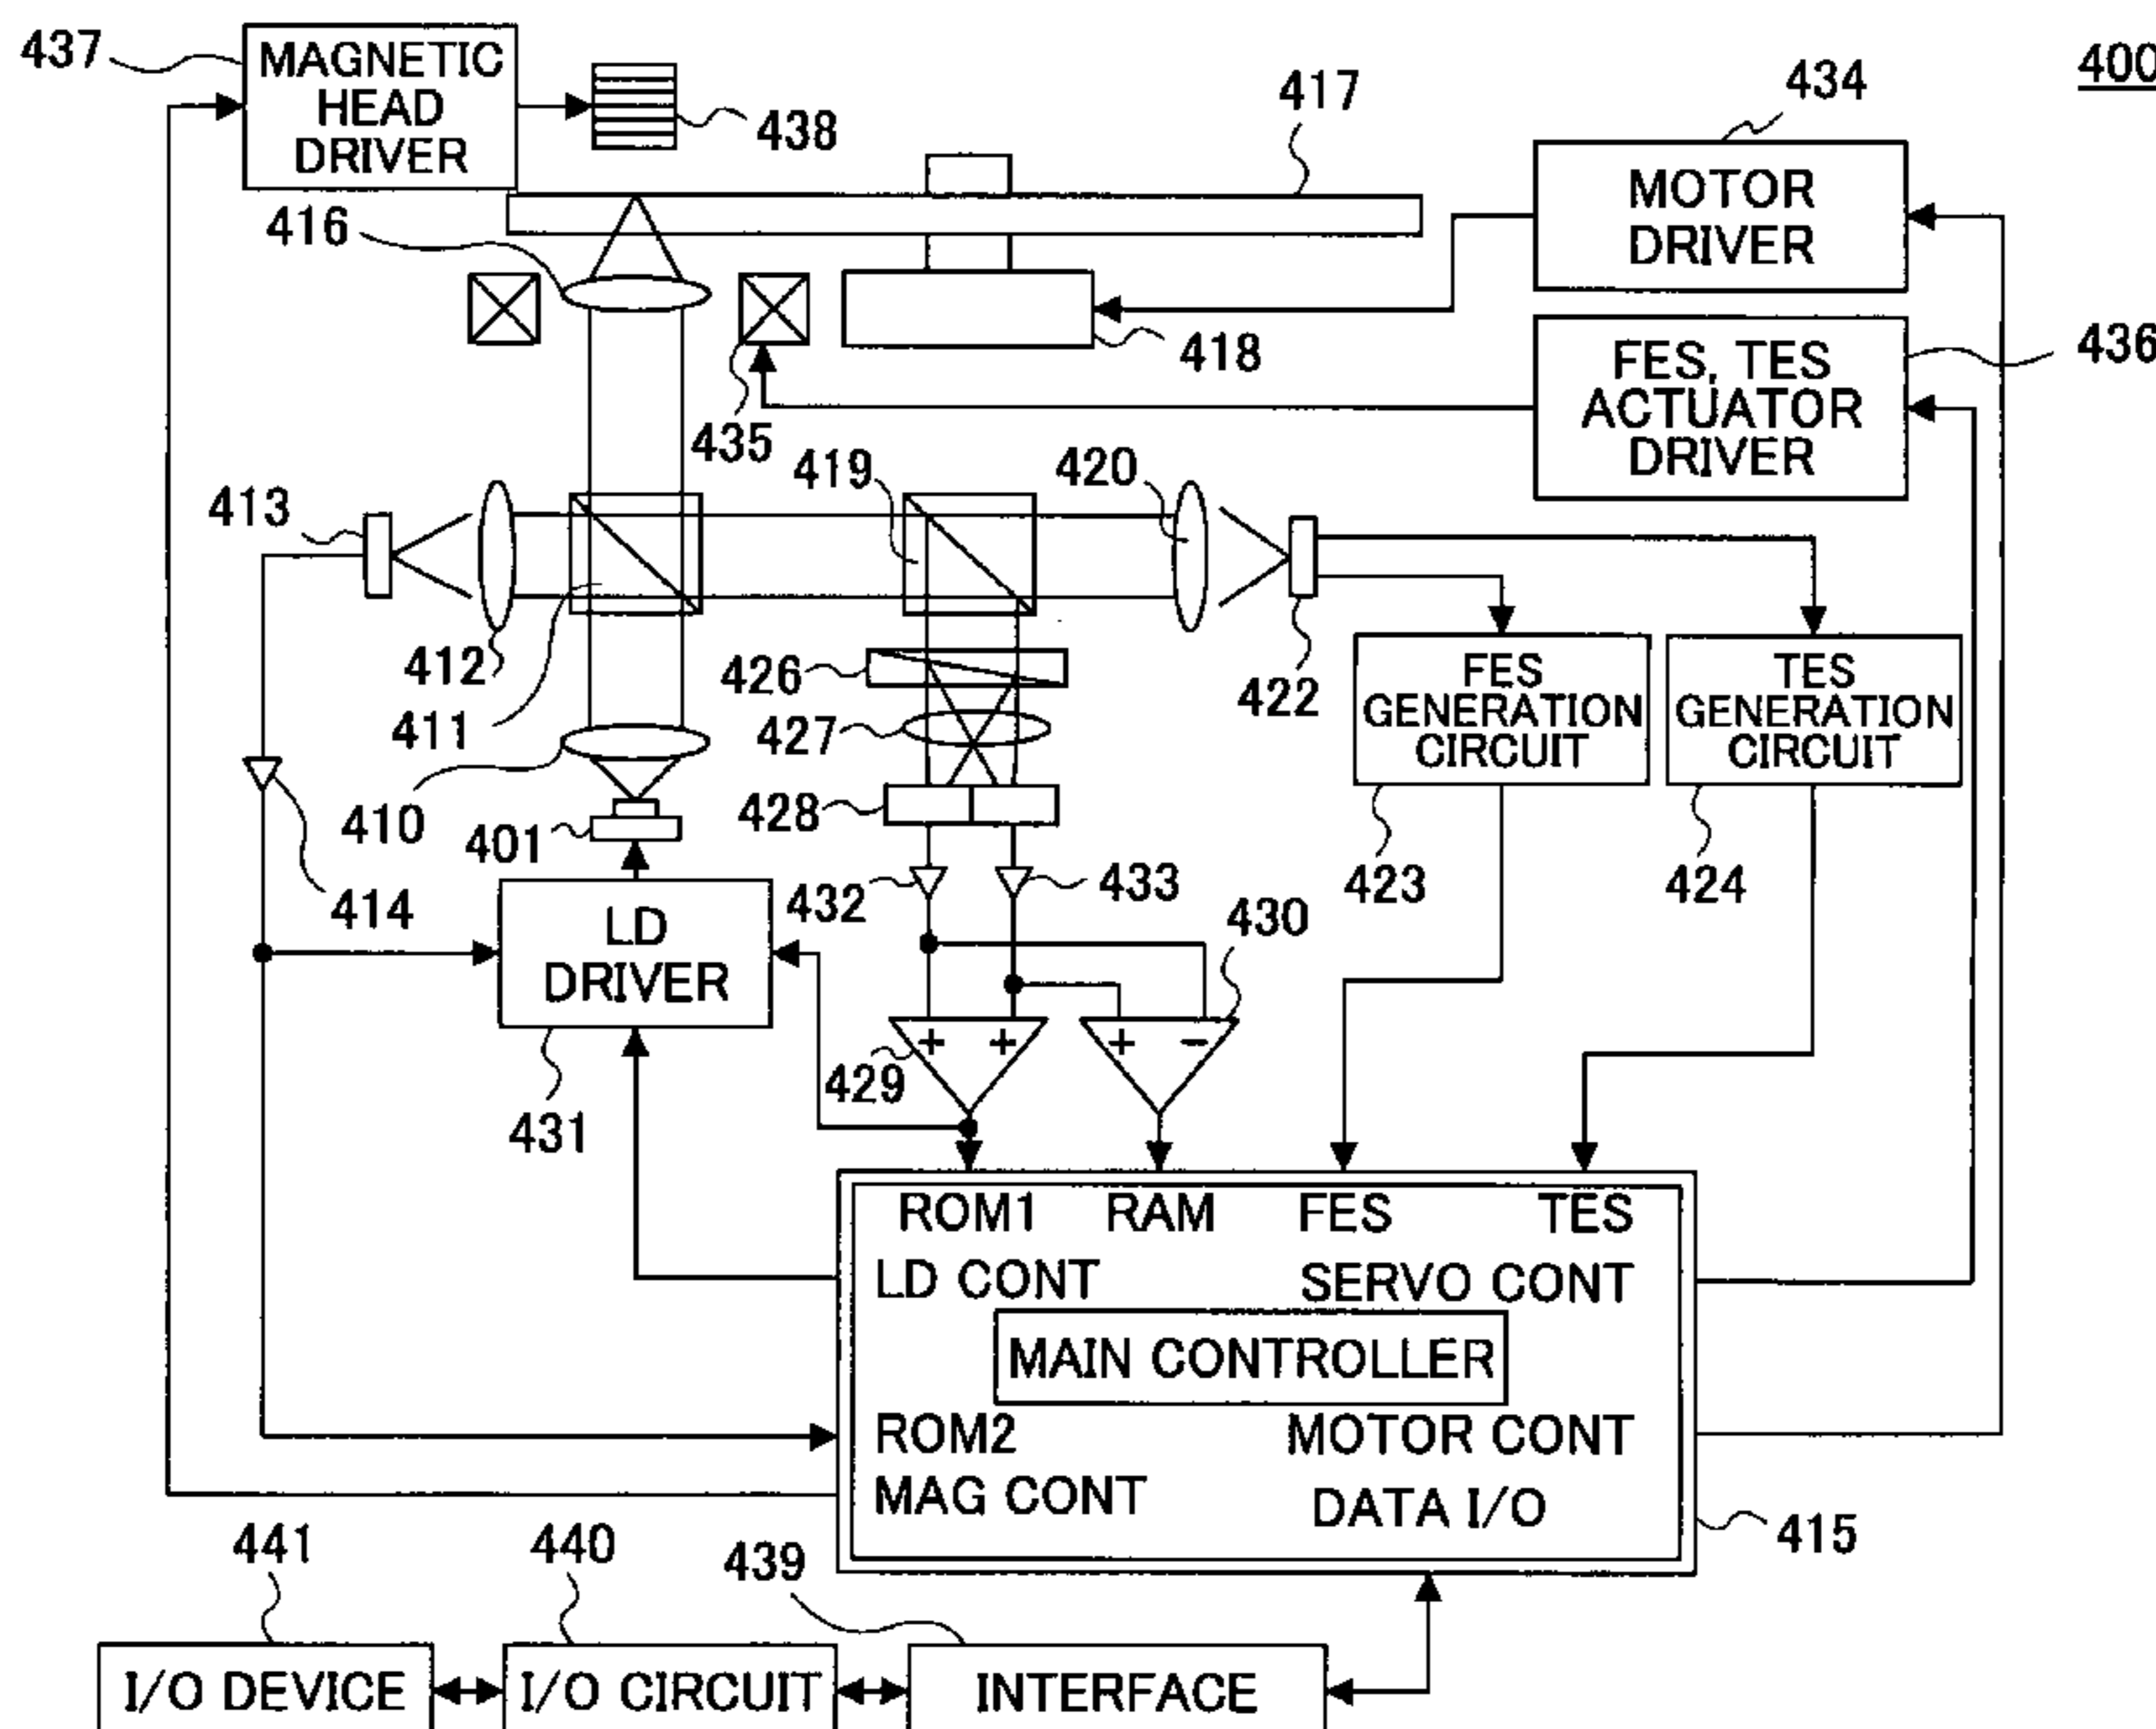 400
437
MAGNETIC
HEAD
DRIVER
438
417
434
MOTOR
DRIVER
416
418
436
FES, TES
ACTUATOR
DRIVER
435
413
419
420
412
411
426
427
422
FES
GENERATION
CIRCUIT
TES
GENERATION
CIRCUIT
410
401
428
414
432
433
430
423
424
LD
DRIVER
431
+ +
+ -
429
ROM1 RAM FES TES
LD CONT SERVO CONT
MAIN CONTROLLER
ROM2 MOTOR CONT
MAG CONT DATA I/O
415
441
440
439
I/O DEVICE
I/O CIRCUIT
INTERFACE